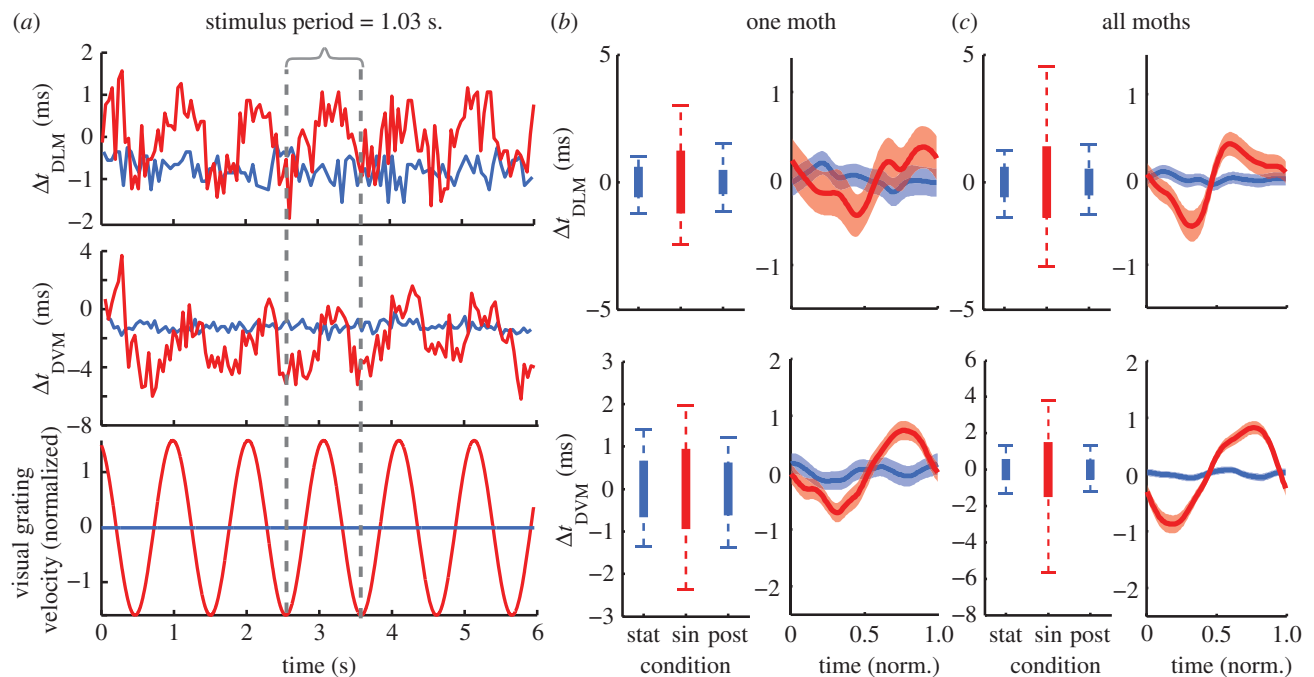 (a) stimulus period = 1.03 s. (b) one moth (c) all moths
Δt_DLM (ms)
2
1
0
−1
−2
Δt_DVM (ms)
4
0
−4
−8
visual grating
velocity (normalized)
1
0
−1
0 1 2 3 4 5 6
time (s)
Δt_DLM (ms)
5
0
−5
1
0
−1
Δt_DVM (ms)
3
2
1
0
−1
−2
−3
stat sin post
condition
2
1
0
−1
−2
0 0.5 1.0
time (norm.)
5
0
−5
1
0
−1
6
4
2
0
−2
−4
−6
−8
stat sin post
condition
2
1
0
−1
−2
0 0.5 1.0
time (norm.)